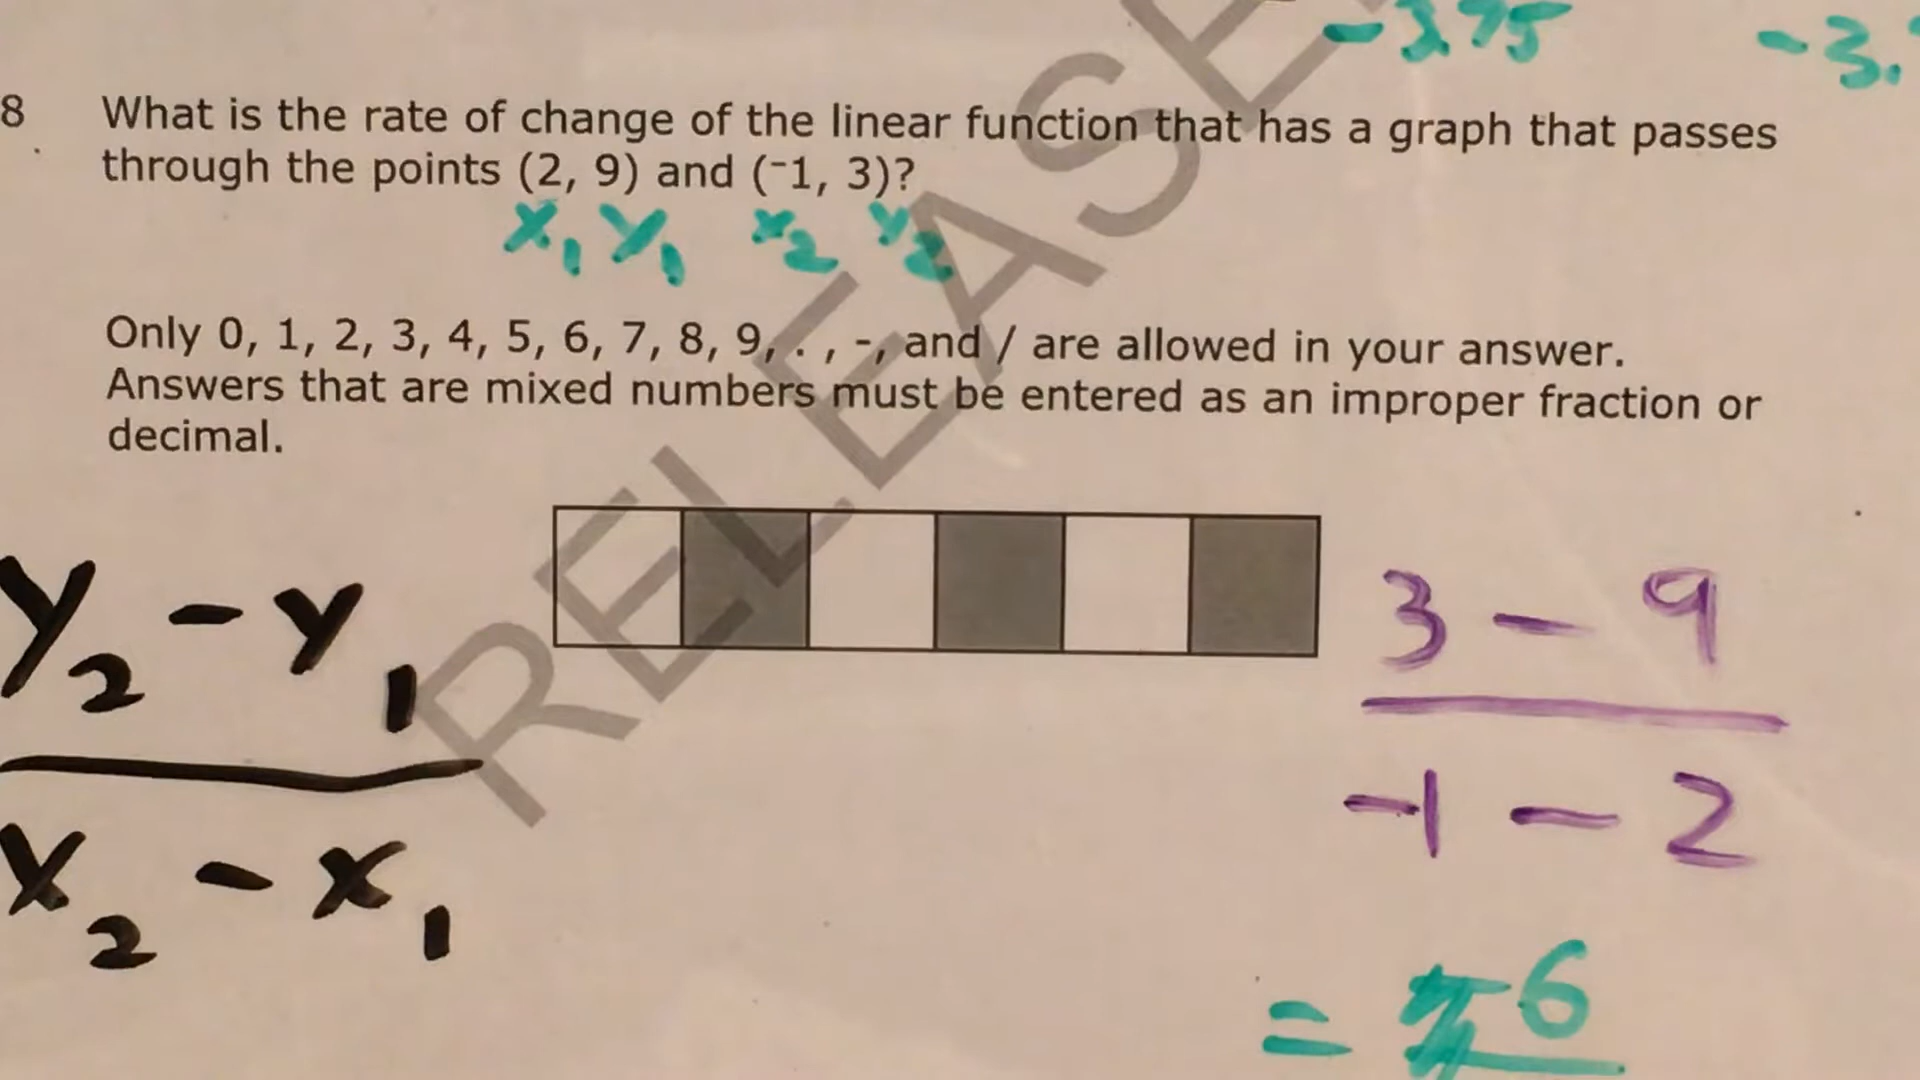 -3.75 -3.
8 What is the rate of change of the linear function that has a graph that passes
through the points (2, 9) and (⁻1, 3)?
x₁ y₁ x₂ y₂
Only 0, 1, 2, 3, 4, 5, 6, 7, 8, 9, . , -, and / are allowed in your answer.
Answers that are mixed numbers must be entered as an improper fraction or
decimal.
RELEASE
y₂ - y₁
x₂ - x₁
3 - 9
-1 - 2
= -6